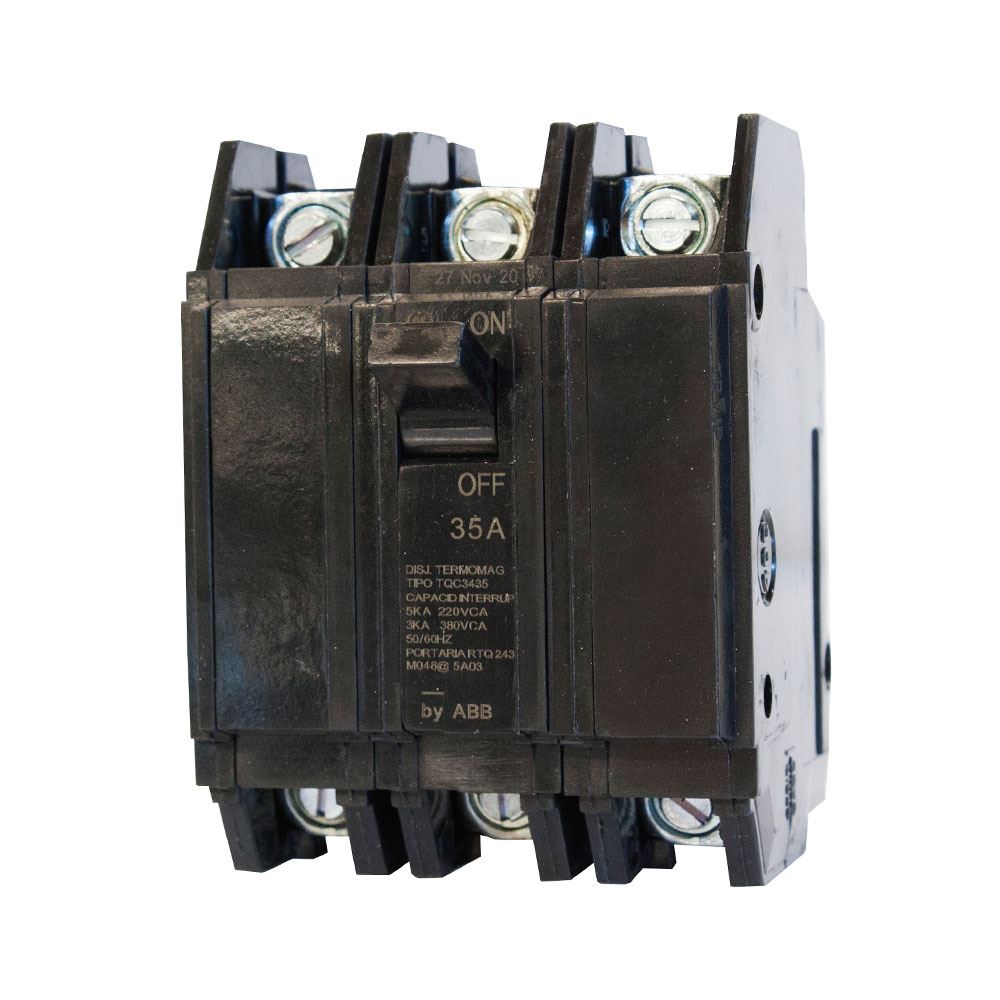 27 Nov 20
ON
OFF
35A
DISJ. TERMOMAG
TIPO TQC3435
CAPACID INTERRUP
5KA 220VCA
3KA 380VCA
50/60HZ
PORTARIA RTQ 243
M048@ 5A03
by ABB